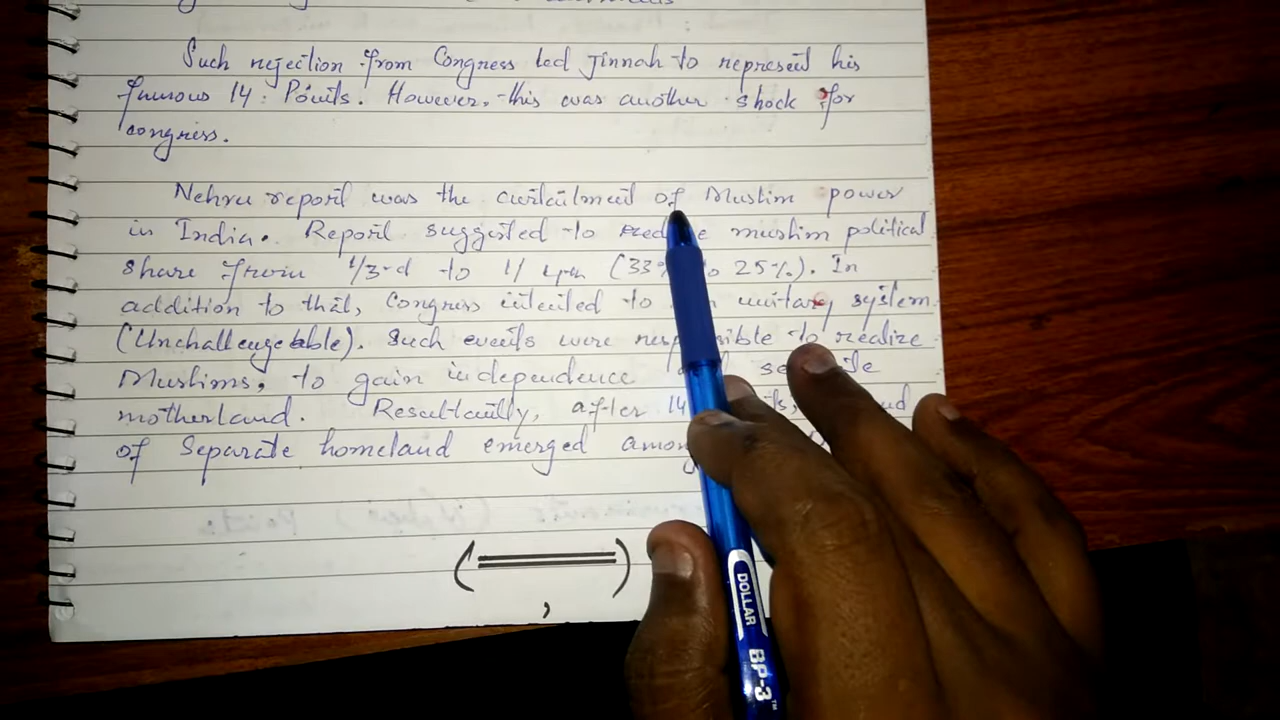 Such rejection from Congress led Jinnah to represent his
famous 14 Points. However, this was another shock for
congress.
Nehru report was the curtailment of Muslim power
in India. Report suggested to muslim political
share from 1/3rd to 1/4th (33% to 25%). In
addition to that, Congress intented to unitary system
(Unchallengeable). Such events were responsible to realize
Muslims, to gain independence
motherland. Resultantly, after 14
of Separate homeland emerged among
DOLLAR
BP-3